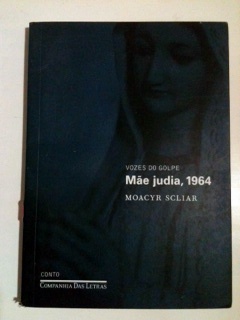 VOZES DO GOLPE
Mãe judia, 1964
MOACYR SCLIAR
CONTO
COMPANHIA DAS LETRAS